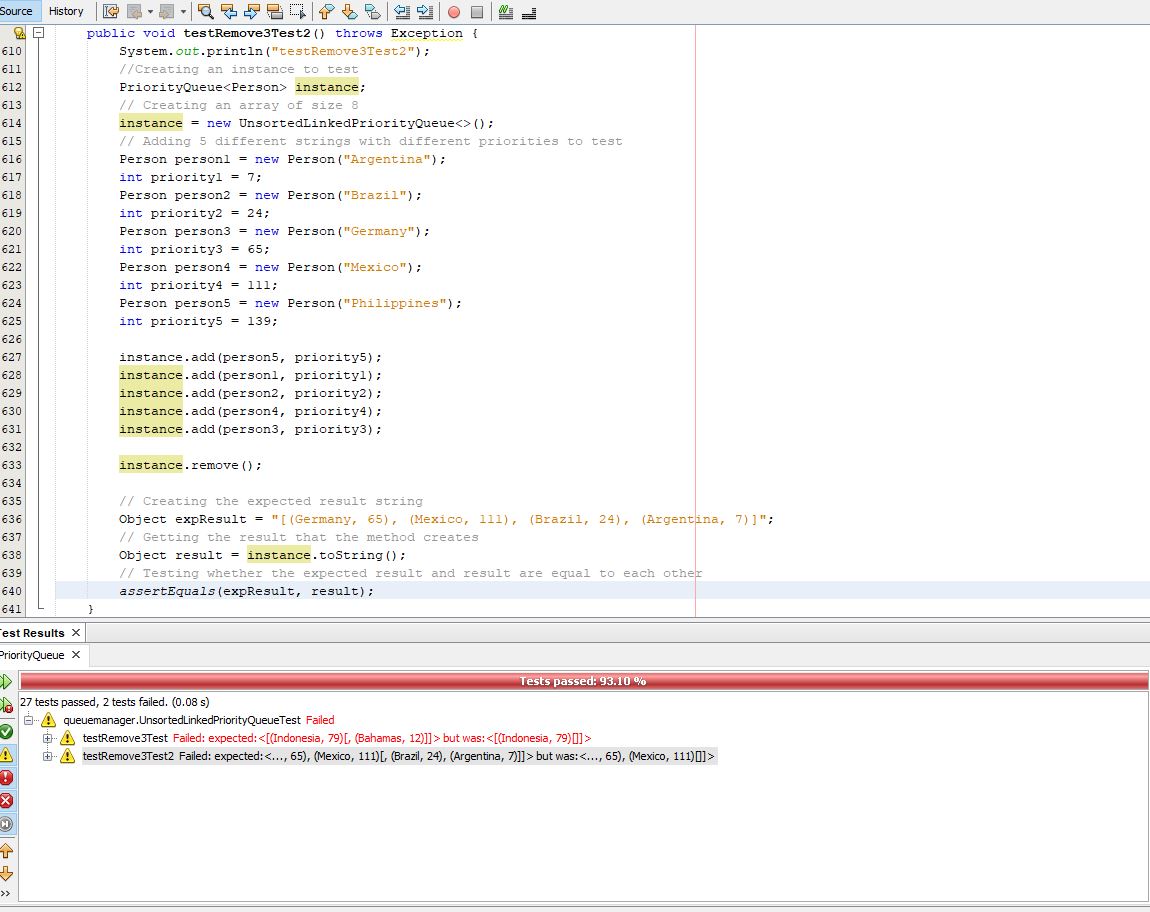 Source History
public void testRemove3Test2() throws Exception {
610 System.out.println("testRemove3Test2");
611 //Creating an instance to test
612 PriorityQueue<Person> instance;
613 // Creating an array of size 8
614 instance = new UnsortedLinkedPriorityQueue<>();
615 // Adding 5 different strings with different priorities to test
616 Person person1 = new Person("Argentina");
617 int priority1 = 7;
618 Person person2 = new Person("Brazil");
619 int priority2 = 24;
620 Person person3 = new Person("Germany");
621 int priority3 = 65;
622 Person person4 = new Person("Mexico");
623 int priority4 = 111;
624 Person person5 = new Person("Philippines");
625 int priority5 = 139;
626
627 instance.add(person5, priority5);
628 instance.add(person1, priority1);
629 instance.add(person2, priority2);
630 instance.add(person4, priority4);
631 instance.add(person3, priority3);
632
633 instance.remove();
634
635 // Creating the expected result string
636 Object expResult = "[(Germany, 65), (Mexico, 111), (Brazil, 24), (Argentina, 7)]";
637 // Getting the result that the method creates
638 Object result = instance.toString();
639 // Testing whether the expected result and result are equal to each other
640 assertEquals(expResult, result);
641 }
Test Results
PriorityQueue
Tests passed: 93.10 %
27 tests passed, 2 tests failed. (0.08 s)
queuemanager.UnsortedLinkedPriorityQueueTest Failed
testRemove3Test Failed: expected:<[(Indonesia, 79)[, (Bahamas, 12)]]> but was:<[(Indonesia, 79)[]]>
testRemove3Test2 Failed: expected:<..., 65), (Mexico, 111)[, (Brazil, 24), (Argentina, 7)]]> but was:<..., 65), (Mexico, 111)[]]>